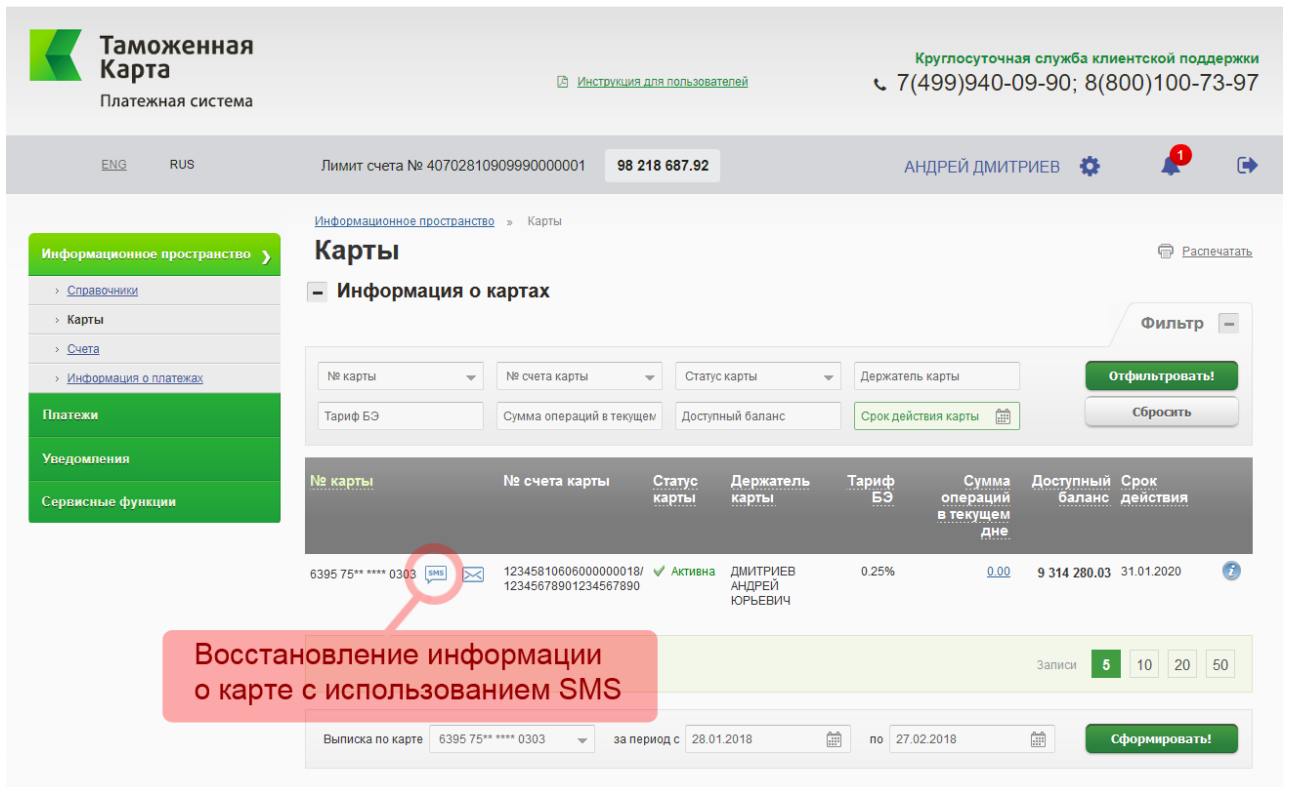 Таможенная
Карта
Платежная система
Инструкция для пользователей
Круглосуточная служба клиентской поддержки
7(499)940-09-90; 8(800)100-73-97
ENG RUS Лимит счета № 40702810909990000001 98 218 687.92 АНДРЕЙ ДМИТРИЕВ 1
Информационное пространство » Карты
Информационное пространство
Карты
Распечатать
Справочники
Информация о картах
Карты
Фильтр
Счета
Информация о платежах
№ карты № счета карты Статус карты Держатель карты Отфильтровать!
Платежи
Тариф БЭ Сумма операций в текущем Доступный баланс Срок действия карты Сбросить
Уведомления
Сервисные функции
№ карты № счета карты Статус Держатель Тариф Сумма Доступный Срок
карты карты БЭ операций баланс действия
в текущем
дне
6395 75** **** 0303 SMS 12345810606000000018/ Активна ДМИТРИЕВ 0.25% 0.00 9 314 280.03 31.01.2020
12345678901234567890 АНДРЕЙ
ЮРЬЕВИЧ
Восстановление информации
о карте с использованием SMS
Записи 5 10 20 50
Выписка по карте 6395 75** **** 0303 за период с 28.01.2018 по 27.02.2018 Сформировать!